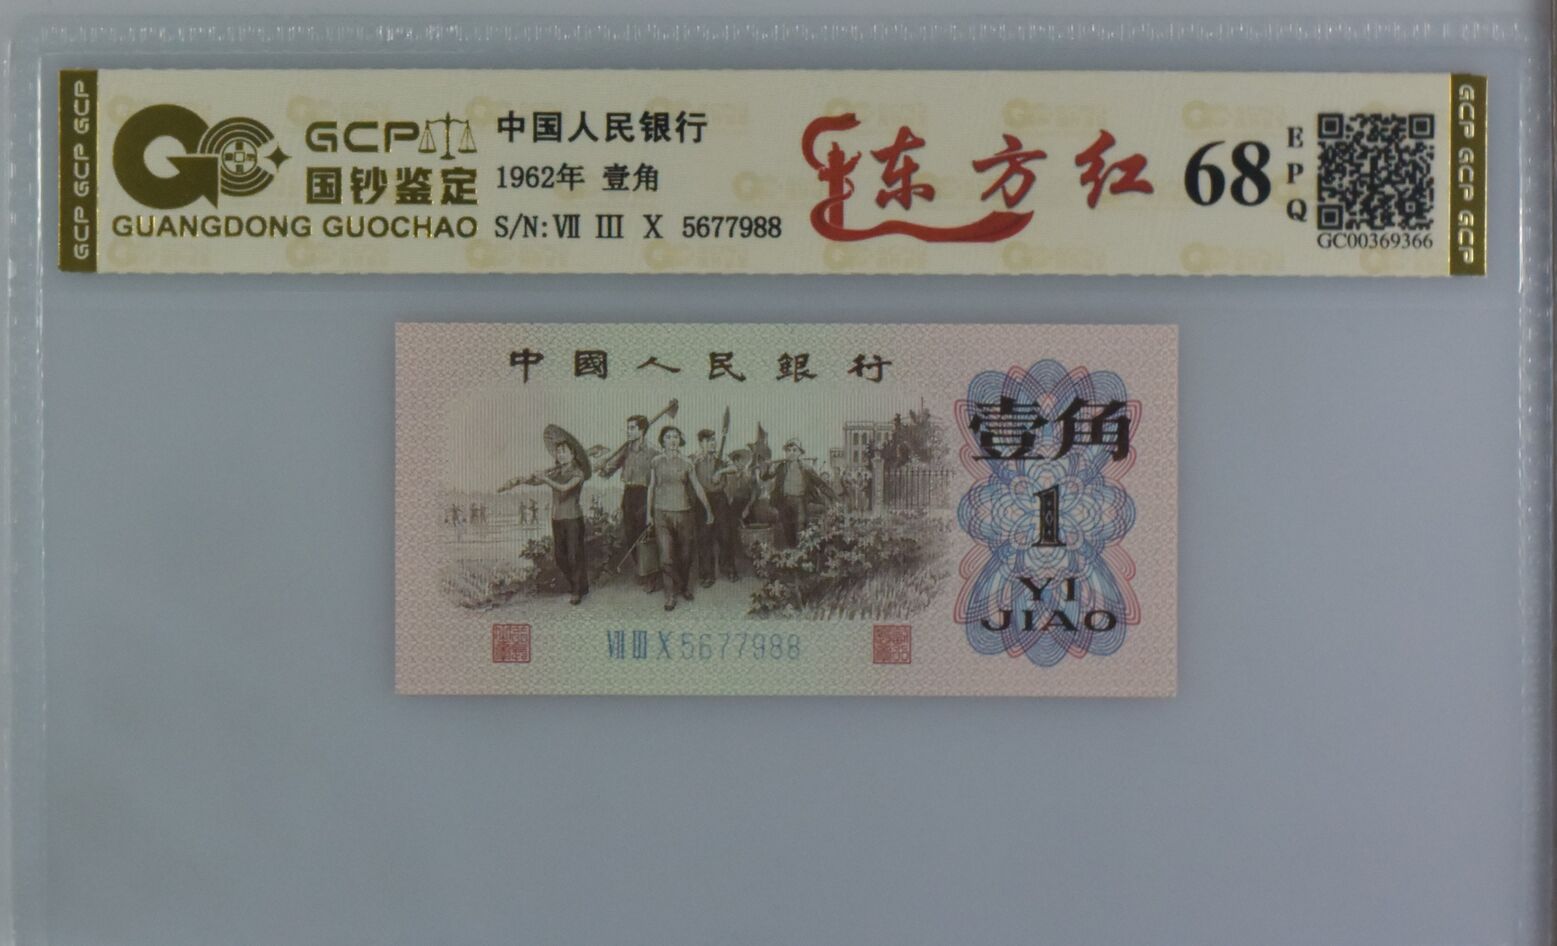 GCP GCP GCP
GCP
国钞鉴定
GUANGDONG GUOCHAO
中国人民银行
1962年 壹角
S/N: Ⅶ Ⅲ Ⅹ 5677988
东方红
68
EPQ
GC00369366
GCP GCP GCP
中國人民銀行
壹角
1
YI
JIAO
Ⅶ Ⅲ Ⅹ 5677988